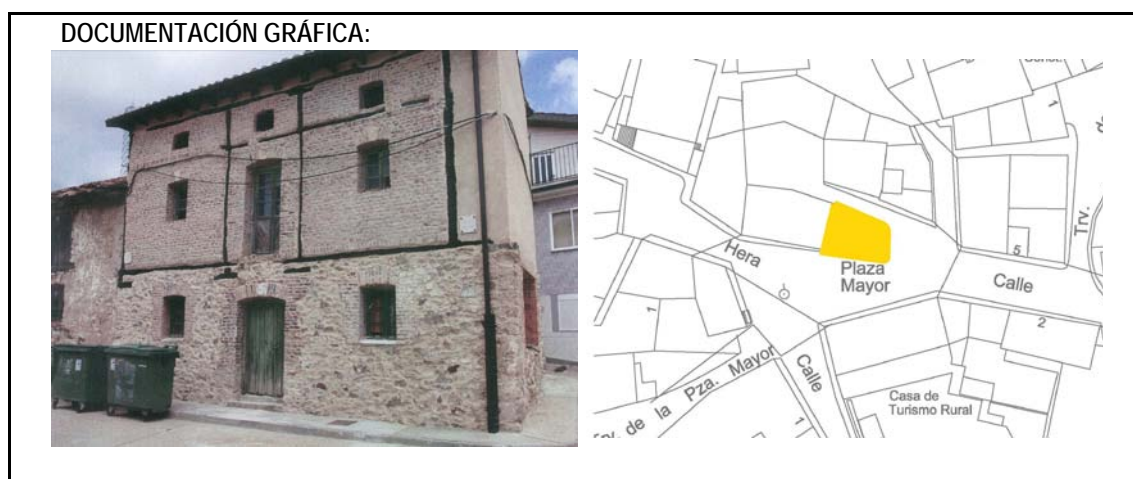 DOCUMENTACIÓN GRÁFICA:
Trv.
5
Hera
Plaza
Mayor
Calle
1
2
de la Pza. Mayor
Calle
Casa de
Turismo Rural
1
1